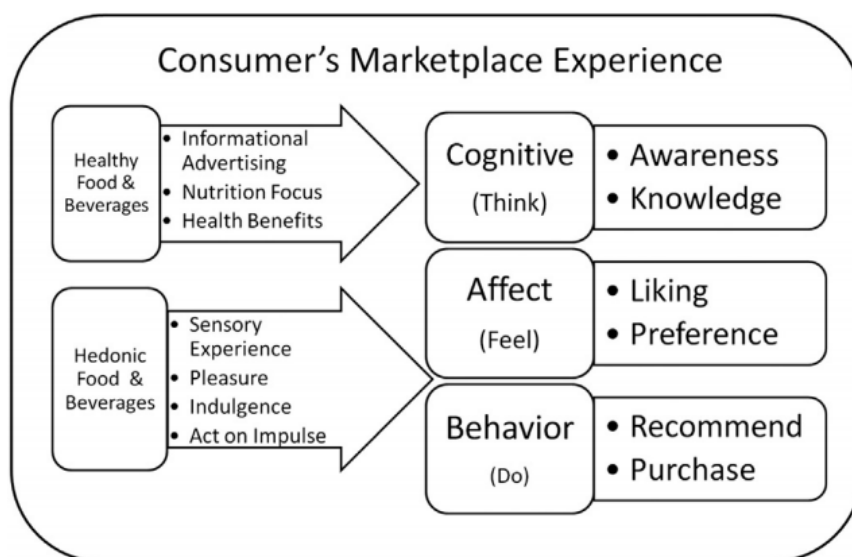 Consumer’s Marketplace Experience
Healthy
Food &
Beverages
• Informational
Advertising
• Nutrition Focus
• Health Benefits
Hedonic
Food &
Beverages
• Sensory
Experience
• Pleasure
• Indulgence
• Act on Impulse
Cognitive
(Think)
• Awareness
• Knowledge
Affect
(Feel)
• Liking
• Preference
Behavior
(Do)
• Recommend
• Purchase